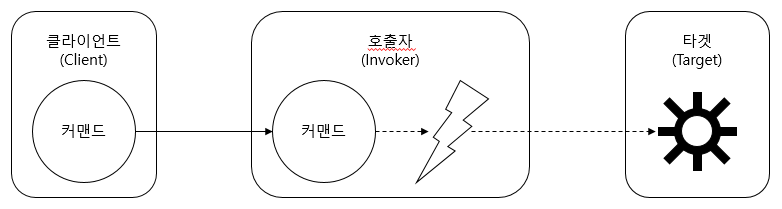 클라이언트
(Client)
커맨드
호출자
(Invoker)
커맨드
타겟
(Target)